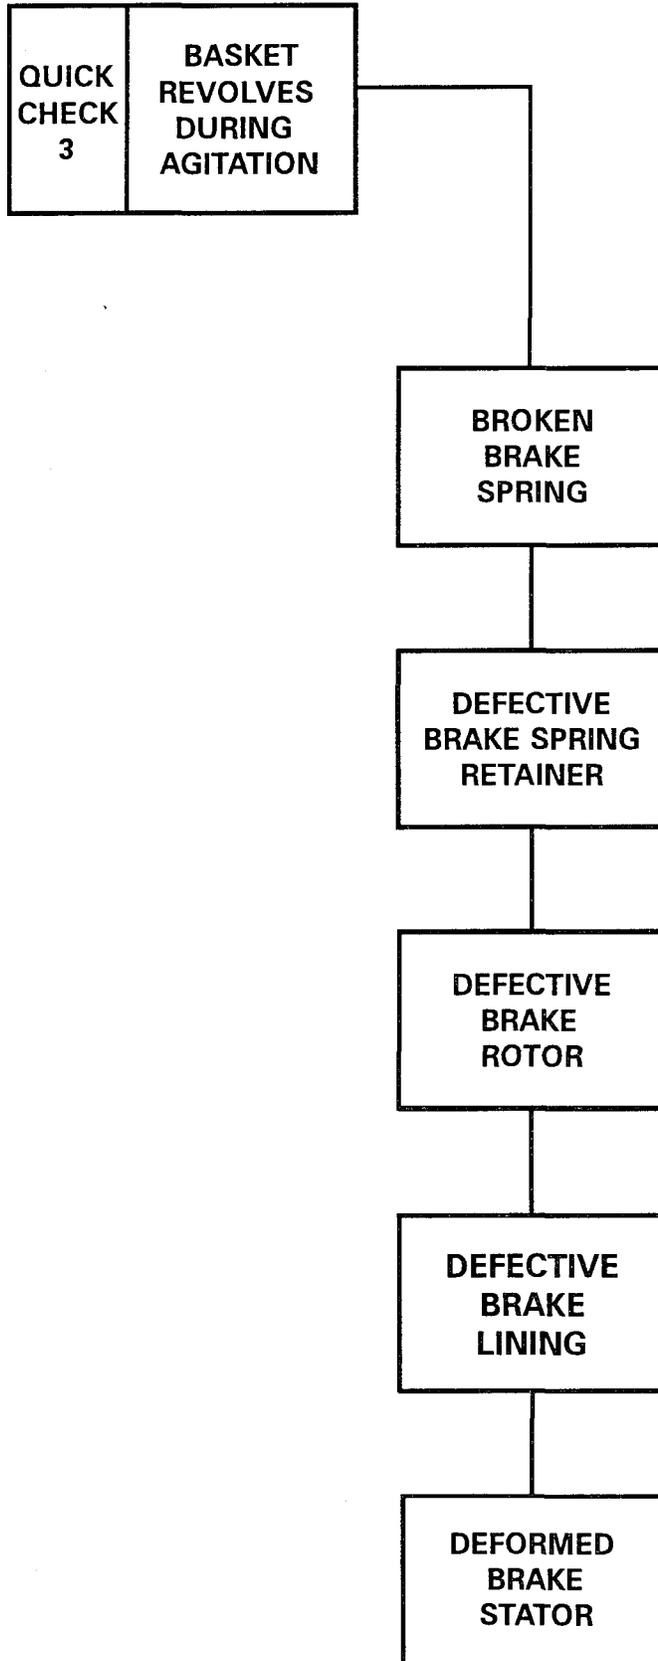 QUICK
CHECK
3
BASKET
REVOLVES
DURING
AGITATION
BROKEN
BRAKE
SPRING
DEFECTIVE
BRAKE SPRING
RETAINER
DEFECTIVE
BRAKE
ROTOR
DEFECTIVE
BRAKE
LINING
DEFORMED
BRAKE
STATOR